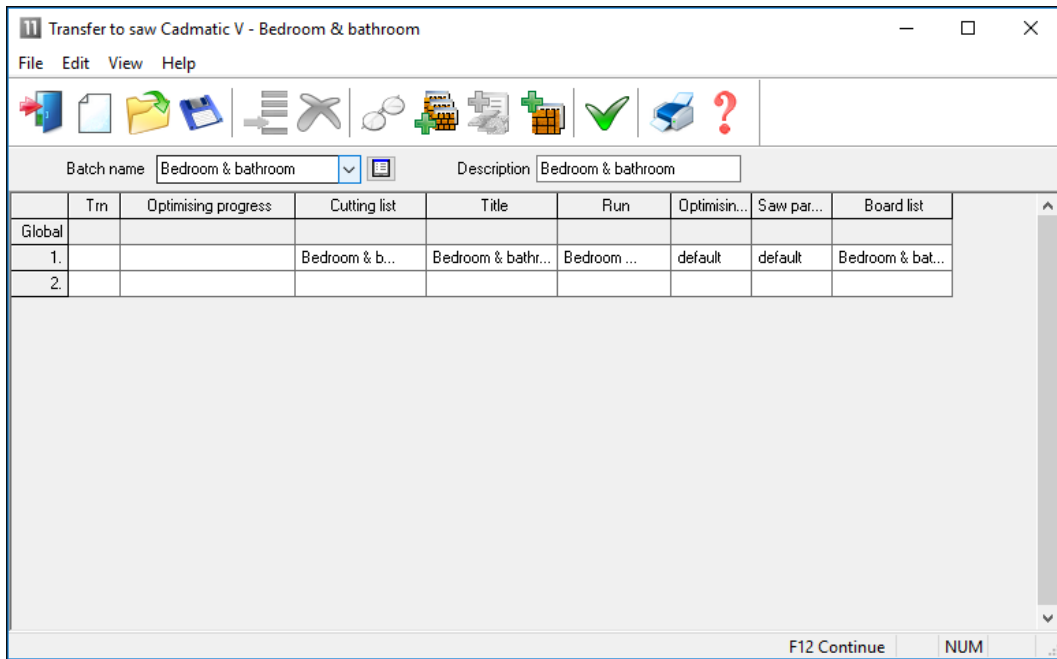 11 Transfer to saw Cadmatic V - Bedroom & bathroom
File Edit View Help
Batch name Bedroom & bathroom Description Bedroom & bathroom
Trn Optimising progress Cutting list Title Run Optimisin... Saw par... Board list
Global
1. Bedroom & b... Bedroom & bathr... Bedroom ... default default Bedroom & bat...
2.
F12 Continue NUM